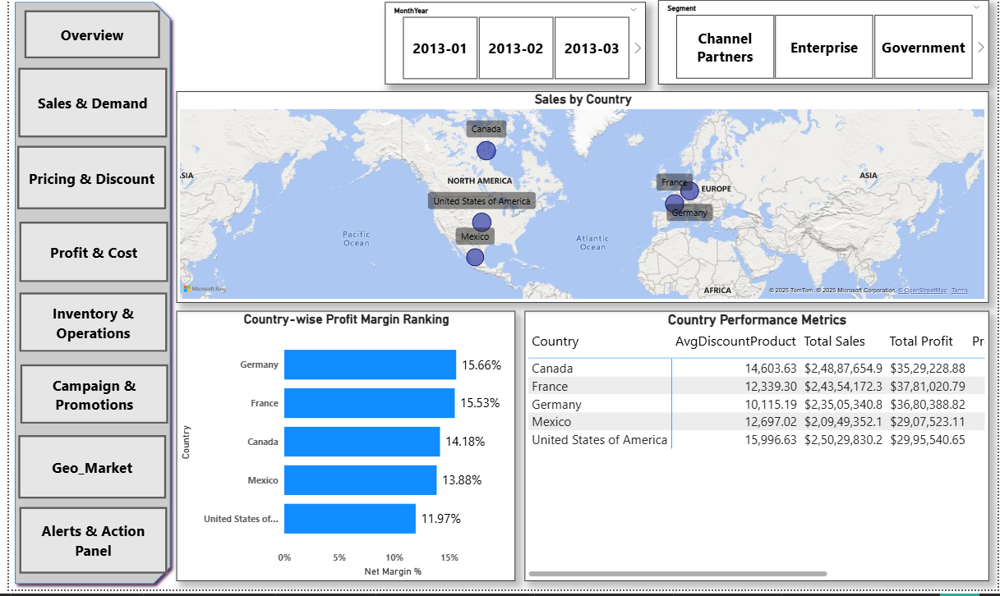 Overview
Sales & Demand
Pricing & Discount
Profit & Cost
Inventory &
Operations
Campaign &
Promotions
Geo_Market
Alerts & Action
Panel
MonthYear
2013-01
2013-02
2013-03
Segment
Channel
Partners
Enterprise
Government
Sales by Country
Canada
NORTH AMERICA
United States of America
Mexico
Pacific
Ocean
Atlantic
Ocean
France
EUROPE
Germany
ASIA
ASIA
AFRICA
Microsoft Bing
© 2025 TomTom, © 2025 Microsoft Corporation, © OpenStreetMap Terms
Country-wise Profit Margin Ranking
Country
Germany 15.66%
France 15.53%
Canada 14.18%
Mexico 13.88%
United States of... 11.97%
0% 5% 10% 15%
Net Margin %
Country Performance Metrics
Country AvgDiscountProduct Total Sales Total Profit Pr
Canada 14,603.63 $2,48,87,654.9 $35,29,228.88
France 12,339.30 $2,43,54,172.3 $37,81,020.79
Germany 10,115.19 $2,35,05,340.8 $36,80,388.82
Mexico 12,697.02 $2,09,49,352.1 $29,07,523.11
United States of America 15,996.63 $2,50,29,830.2 $29,95,540.65